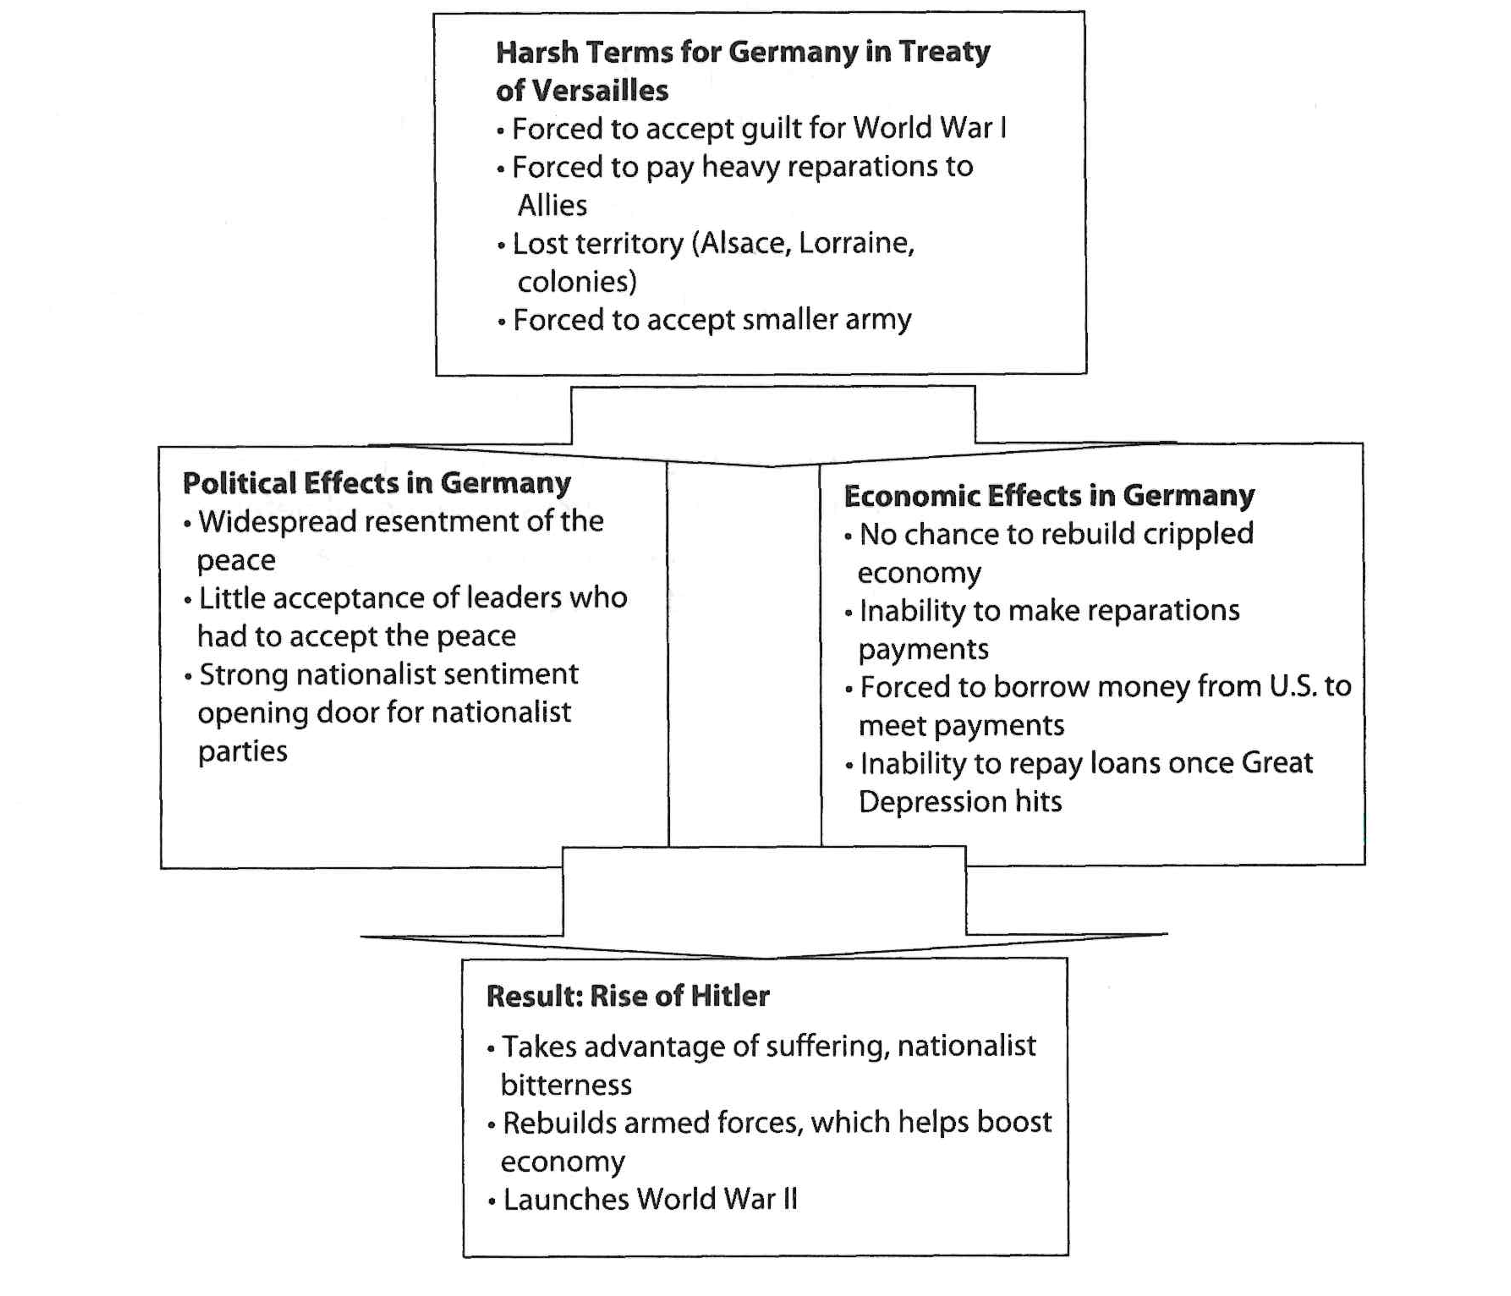 Harsh Terms for Germany in Treaty
of Versailles
• Forced to accept guilt for World War I
• Forced to pay heavy reparations to
Allies
• Lost territory (Alsace, Lorraine,
colonies)
• Forced to accept smaller army
Political Effects in Germany
• Widespread resentment of the
peace
• Little acceptance of leaders who
had to accept the peace
• Strong nationalist sentiment
opening door for nationalist
parties
Economic Effects in Germany
• No chance to rebuild crippled
economy
• Inability to make reparations
payments
• Forced to borrow money from U.S. to
meet payments
• Inability to repay loans once Great
Depression hits
Result: Rise of Hitler
• Takes advantage of suffering, nationalist
bitterness
• Rebuilds armed forces, which helps boost
economy
• Launches World War II